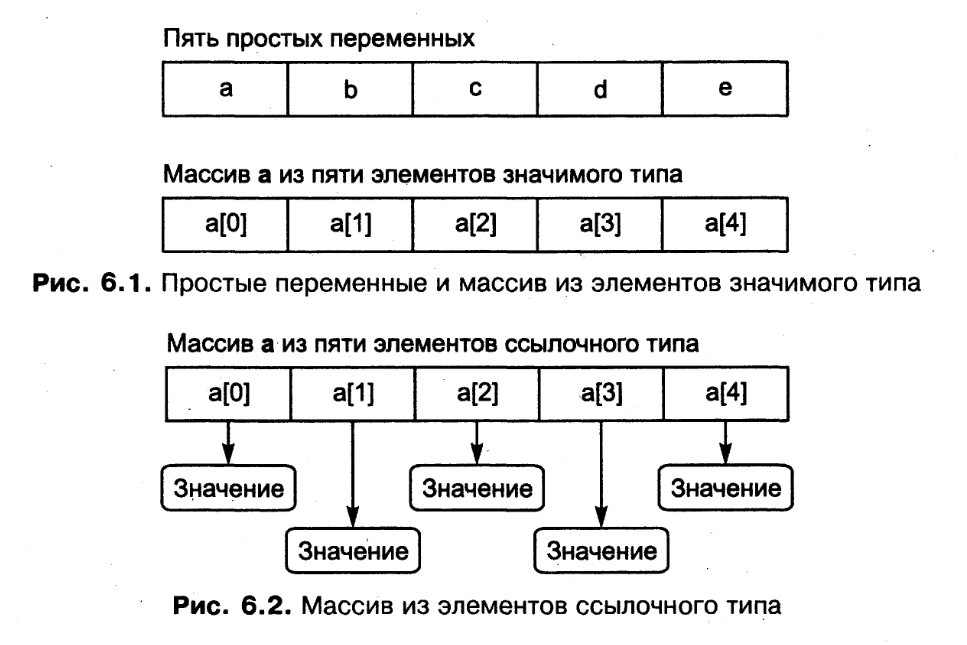 Пять простых переменных
a b c d e
Массив a из пяти элементов значимого типа
a[0] a[1] a[2] a[3] a[4]
Рис. 6.1. Простые переменные и массив из элементов значимого типа
Массив a из пяти элементов ссылочного типа
a[0] a[1] a[2] a[3] a[4]
Значение Значение Значение
Значение Значение
Рис. 6.2. Массив из элементов ссылочного типа